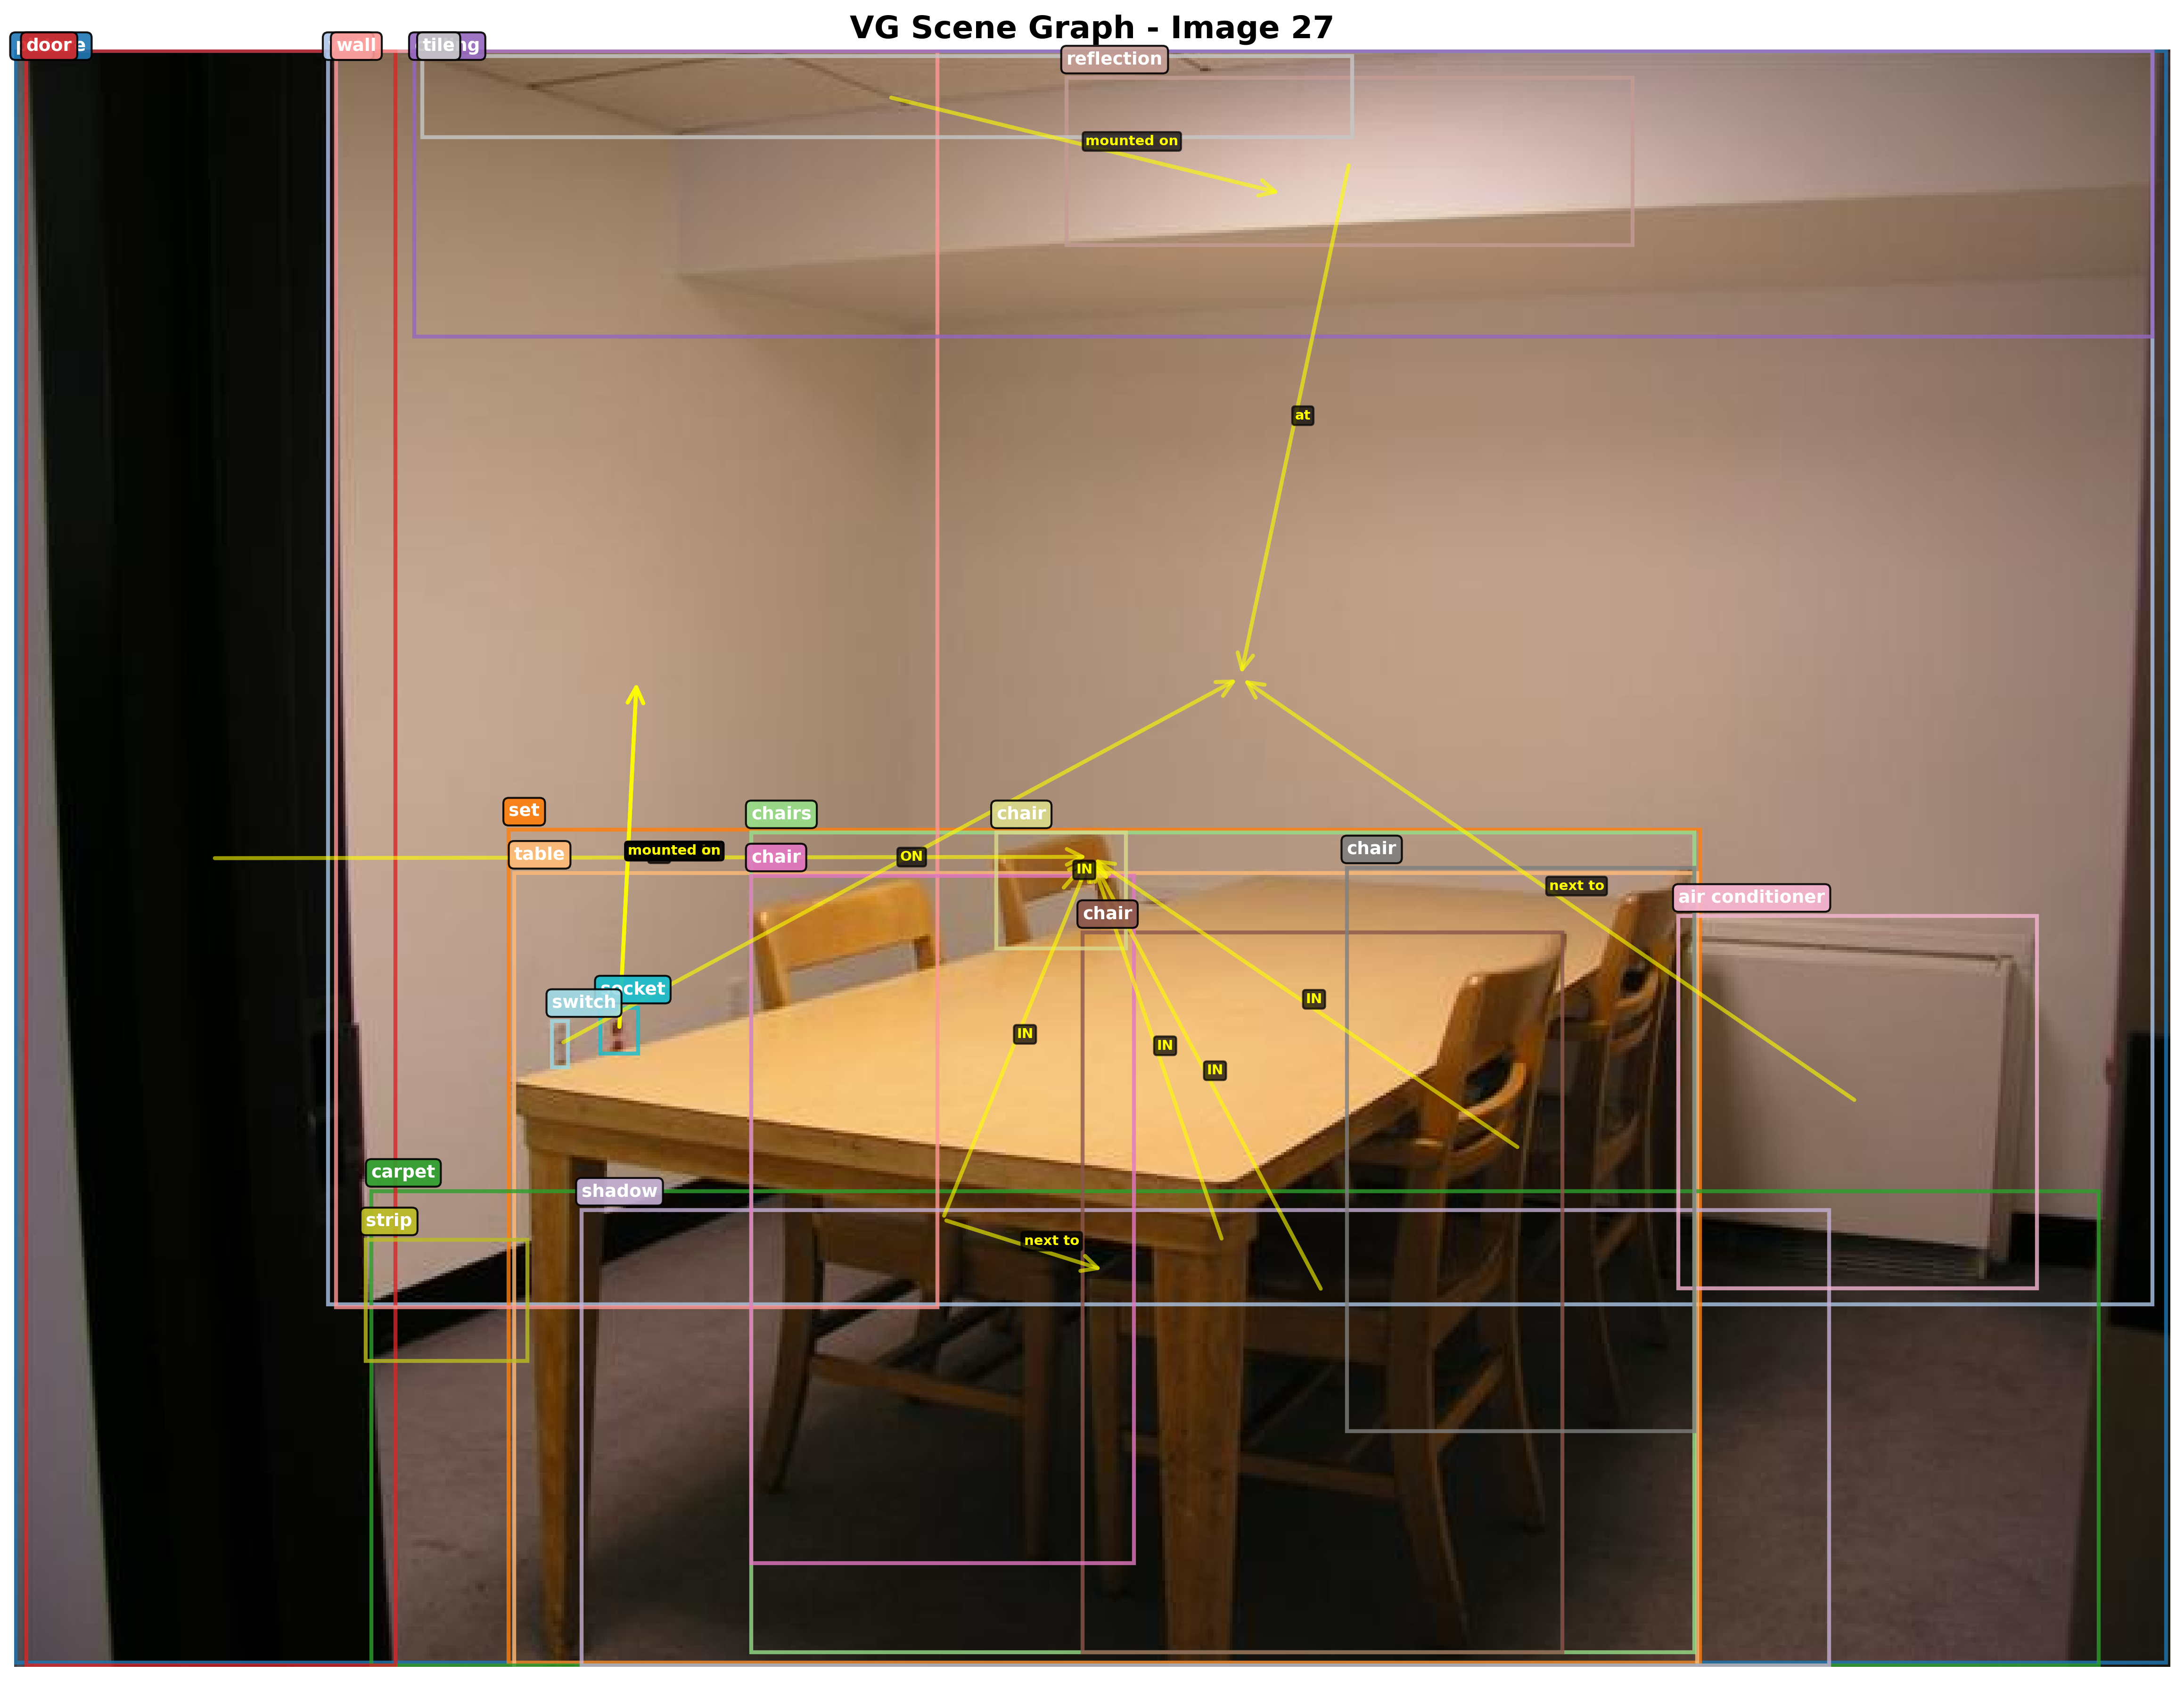 VG Scene Graph - Image 27
door
wall
tile
reflection
mounted on
at
set
chairs
chair
table
mounted on
chair
ON
chair
IN
next to
air conditioner
chair
socket
switch
IN
IN
IN
IN
carpet
shadow
strip
next to